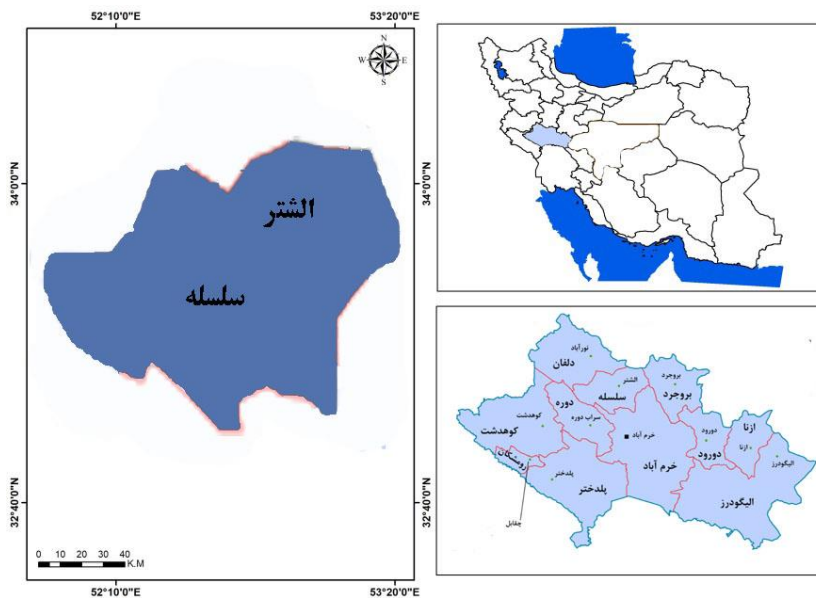 52°10'0"E
53°20'0"E
N
W
E
S
34°0'0"N
34°0'0"N
الشتر
سلسله
32°40'0"N
32°40'0"N
0 5 10 20 30 40
K.M
52°10'0"E
53°20'0"E
نورآباد
دلفان
الشتر
سلسله
بروجرد
بروجرد
دوره
سراب دوره
کوهدشت
کوهدشت
خرم آباد
خرم آباد
دورود
دورود
ازنا
ازنا
الیگودرز
الیگودرز
رومشکان
چقابل
پلدختر
پلدختر